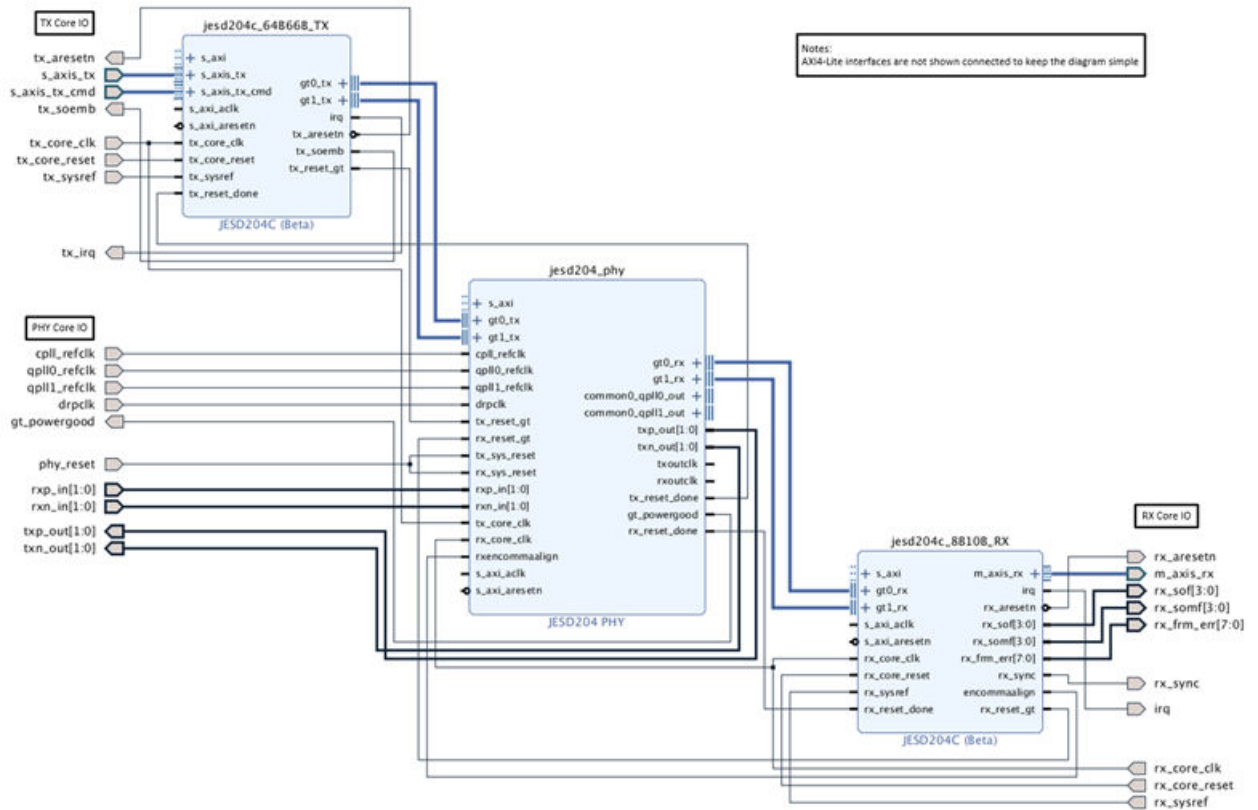 TX Core IO
tx_aresetn
s_axis_tx
s_axis_tx_cmd
tx_soemb
tx_core_clk
tx_core_reset
tx_sysref
tx_irq
jesd204c_64B66B_TX
s_axi
s_axis_tx
s_axis_tx_cmd
s_axi_aclk
s_axi_aresetn
tx_core_clk
tx_core_reset
tx_sysref
tx_reset_done
gt0_tx
gt1_tx
irq
tx_aresetn
tx_soemb
tx_reset_gt
JESD204C (Beta)
Notes:
AXI4-Lite interfaces are not shown connected to keep the diagram simple
PHY Core IO
cpll_refclk
qpll0_refclk
qpll1_refclk
drpclk
gt_powergood
phy_reset
rxp_in[1:0]
rxn_in[1:0]
txp_out[1:0]
txn_out[1:0]
jesd204_phy
s_axi
gt0_tx
gt1_tx
cpll_refclk
qpll0_refclk
qpll1_refclk
drpclk
tx_reset_gt
rx_reset_gt
tx_sys_reset
rx_sys_reset
rxp_in[1:0]
rxn_in[1:0]
tx_core_clk
rx_core_clk
rxencommaalign
s_axi_aclk
s_axi_aresetn
gt0_rx
gt1_rx
common0_qpll0_out
common0_qpll1_out
txp_out[1:0]
txn_out[1:0]
txoutclk
rxoutclk
tx_reset_done
gt_powergood
rx_reset_done
JESD204 PHY
jesd204c_8B10B_RX
s_axi
gt0_rx
gt1_rx
s_axi_aclk
s_axi_aresetn
rx_core_clk
rx_core_reset
rx_sysref
rx_reset_done
m_axis_rx
irq
rx_aresetn
rx_sof[3:0]
rx_somf[3:0]
rx_frm_err[7:0]
rx_sync
encommaalign
rx_reset_gt
JESD204C (Beta)
RX Core IO
rx_aresetn
m_axis_rx
rx_sof[3:0]
rx_somf[3:0]
rx_frm_err[7:0]
rx_sync
irq
rx_core_clk
rx_core_reset
rx_sysref